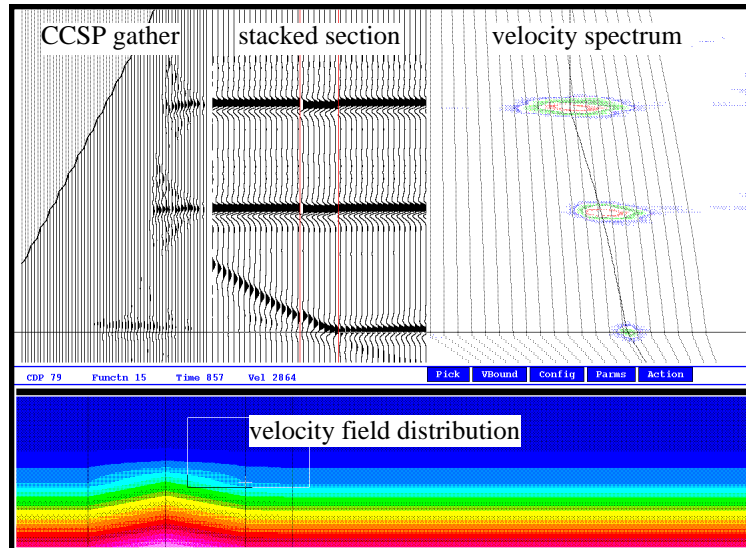 CCSP gather stacked section velocity spectrum
CDP 79 Functn 15 Time 857 Vel 2864 Pick VBound Config Parms Action
velocity field distribution